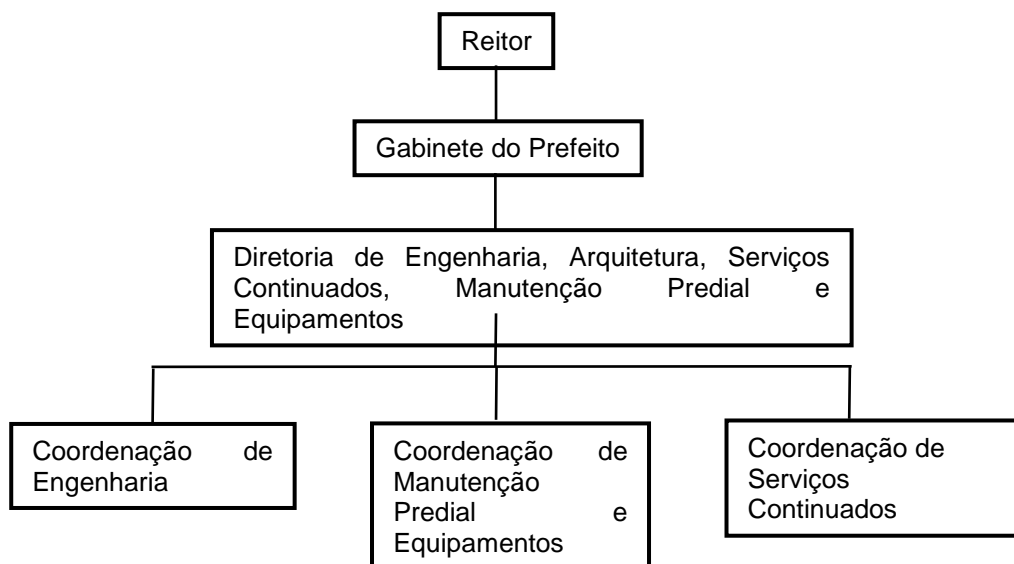 Reitor
Gabinete do Prefeito
Diretoria de Engenharia, Arquitetura, Serviços
Continuados, Manutenção Predial e
Equipamentos
Coordenação de
Engenharia
Coordenação de
Manutenção
Predial e
Equipamentos
Coordenação de
Serviços
Continuados